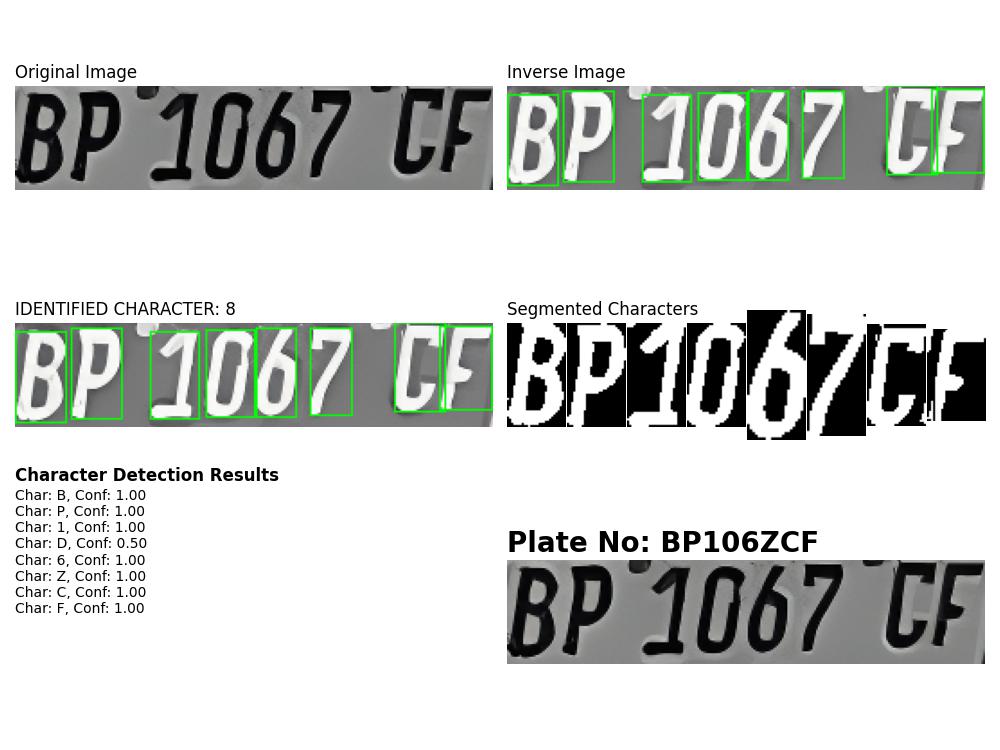 Original Image
BP 1067 CF
Inverse Image
BP 1067 CF
IDENTIFIED CHARACTER: 8
BP 1067 CF
Segmented Characters
BP1067CF
Character Detection Results
Char: B, Conf: 1.00
Char: P, Conf: 1.00
Char: 1, Conf: 1.00
Char: D, Conf: 0.50
Char: 6, Conf: 1.00
Char: Z, Conf: 1.00
Char: C, Conf: 1.00
Char: F, Conf: 1.00
Plate No: BP106ZCF
BP 1067 CF